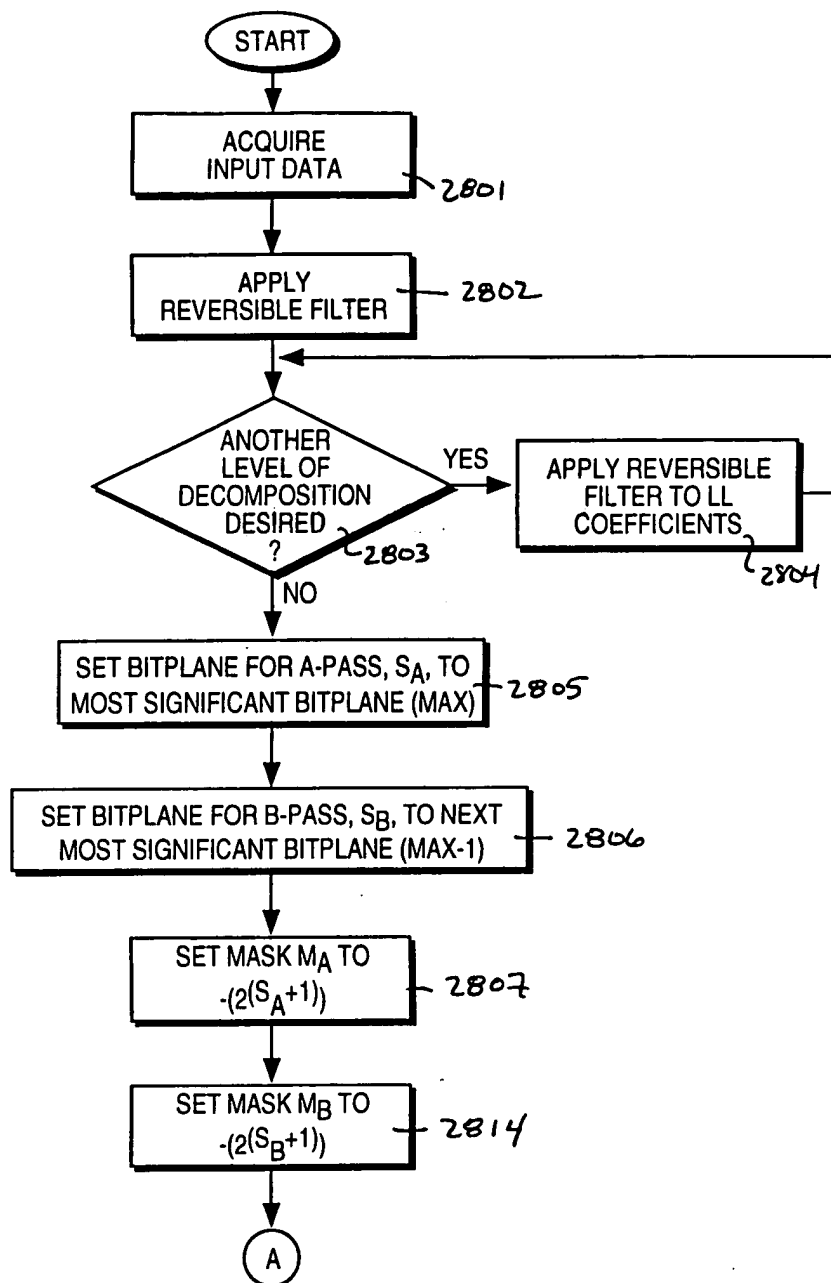 START
ACQUIRE
INPUT DATA
2801
APPLY
REVERSIBLE FILTER
2802
ANOTHER
LEVEL OF
DECOMPOSITION
DESIRED
?
2803
YES
APPLY REVERSIBLE
FILTER TO LL
COEFFICIENTS
2804
NO
SET BITPLANE FOR A-PASS, SA, TO
MOST SIGNIFICANT BITPLANE (MAX)
2805
SET BITPLANE FOR B-PASS, SB, TO NEXT
MOST SIGNIFICANT BITPLANE (MAX-1)
2806
SET MASK MA TO
-(2(SA+1))
2807
SET MASK MB TO
-(2(SB+1))
2814
A